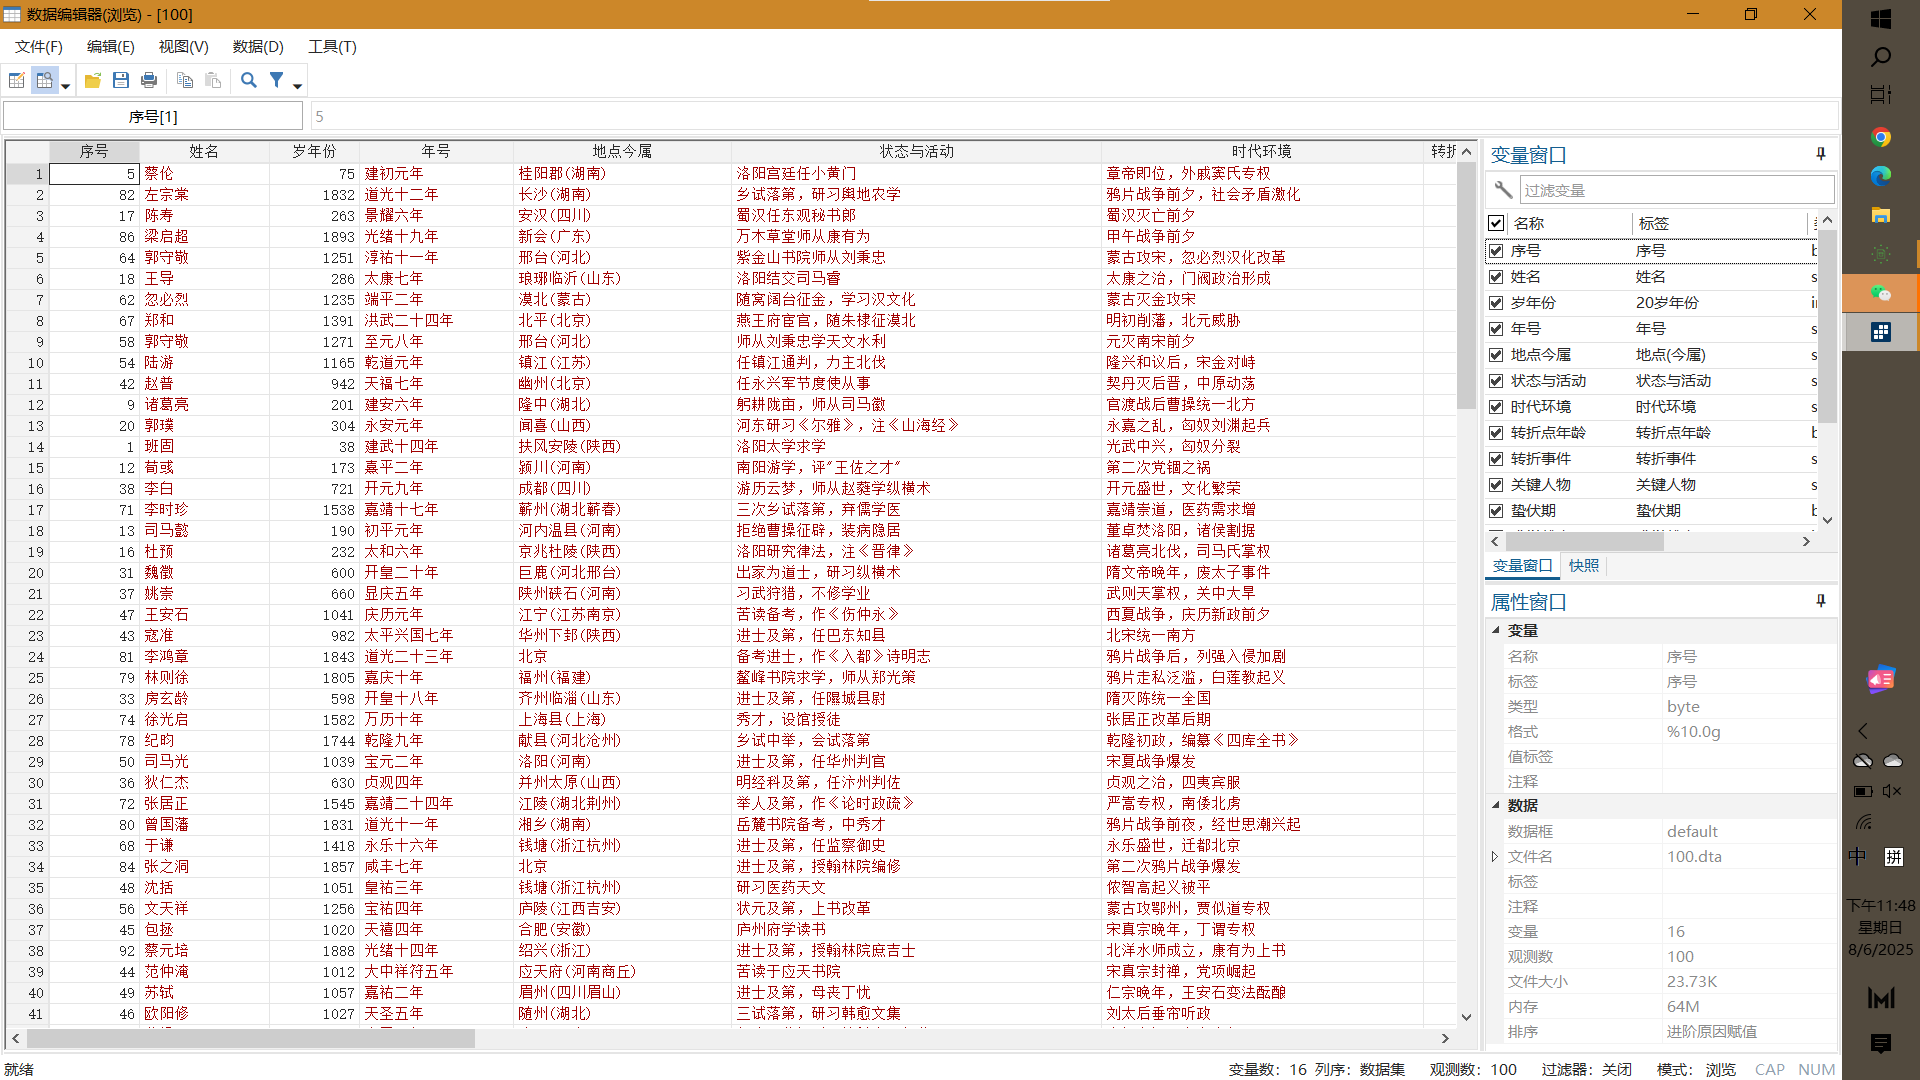 数据编辑器(浏览) - [100]
文件(F) 编辑(E) 视图(V) 数据(D) 工具(T)
序号[1] 5
序号 姓名 岁年份 年号 地点今属 状态与活动 时代环境 转折
1 5 蔡伦 75 建初元年 桂阳郡(湖南) 洛阳宫廷任小黄门 章帝即位，外戚窦氏专权
2 82 左宗棠 1832 道光十二年 长沙(湖南) 乡试落第，研习舆地农学 鸦片战争前夕，社会矛盾激化
3 17 陈寿 263 景耀六年 安汉(四川) 蜀汉任东观秘书郎 蜀汉灭亡前夕
4 86 梁启超 1893 光绪十九年 新会(广东) 万木草堂师从康有为 甲午战争前夕
5 64 郭守敬 1251 淳祐十一年 邢台(河北) 紫金山书院师从刘秉忠 蒙古攻宋，忽必烈汉化改革
6 18 王导 286 太康七年 琅琊临沂(山东) 洛阳结交司马睿 太康之治，门阀政治形成
7 62 忽必烈 1235 端平二年 漠北(蒙古) 随窝阔台征金，学习汉文化 蒙古灭金攻宋
8 67 郑和 1391 洪武二十四年 北平(北京) 燕王府宦官，随朱棣征漠北 明初削藩，北元威胁
9 58 郭守敬 1271 至元八年 邢台(河北) 师从刘秉忠学天文水利 元灭南宋前夕
10 54 陆游 1165 乾道元年 镇江(江苏) 任镇江通判，力主北伐 隆兴和议后，宋金对峙
11 42 赵普 942 天福七年 幽州(北京) 任永兴军节度使从事 契丹灭后晋，中原动荡
12 9 诸葛亮 201 建安六年 隆中(湖北) 躬耕陇亩，师从司马徽 官渡战后曹操统一北方
13 20 郭璞 304 永安元年 闻喜(山西) 河东研习《尔雅》，注《山海经》 永嘉之乱，匈奴刘渊起兵
14 1 班固 38 建武十四年 扶风安陵(陕西) 洛阳太学求学 光武中兴，匈奴分裂
15 12 荀彧 173 熹平二年 颍川(河南) 南阳游学，评"王佐之才" 第二次党锢之祸
16 38 李白 721 开元九年 成都(四川) 游历云梦，师从赵蕤学纵横术 开元盛世，文化繁荣
17 71 李时珍 1538 嘉靖十七年 蕲州(湖北蕲春) 三次乡试落第，弃儒学医 嘉靖崇道，医药需求增
18 13 司马懿 190 初平元年 河内温县(河南) 拒绝曹操征辟，装病隐居 董卓焚洛阳，诸侯割据
19 16 杜预 232 太和六年 京兆杜陵(陕西) 洛阳研究律法，注《晋律》 诸葛亮北伐，司马氏掌权
20 31 魏徵 600 开皇二十年 巨鹿(河北邢台) 出家为道士，研习纵横术 隋文帝晚年，废太子事件
21 37 姚崇 660 显庆五年 陕州硖石(河南) 习武狩猎，不修学业 武则天掌权，关中大旱
22 47 王安石 1041 庆历元年 江宁(江苏南京) 苦读备考，作《伤仲永》 西夏战争，庆历新政前夕
23 43 寇准 982 太平兴国七年 华州下邽(陕西) 进士及第，任巴东知县 北宋统一南方
24 81 李鸿章 1843 道光二十三年 北京 备考进士，作《入都》诗明志 鸦片战争后，列强入侵加剧
25 79 林则徐 1805 嘉庆十年 福州(福建) 鳌峰书院求学，师从郑光策 鸦片走私泛滥，白莲教起义
26 33 房玄龄 598 开皇十八年 齐州临淄(山东) 进士及第，任隰城县尉 隋灭陈统一全国
27 74 徐光启 1582 万历十年 上海县(上海) 秀才，设馆授徒 张居正改革后期
28 78 纪昀 1744 乾隆九年 献县(河北沧州) 乡试中举，会试落第 乾隆初政，编纂《四库全书》
29 50 司马光 1039 宝元二年 洛阳(河南) 进士及第，任华州判官 宋夏战争爆发
30 36 狄仁杰 630 贞观四年 并州太原(山西) 明经科及第，任汴州判佐 贞观之治，四夷宾服
31 72 张居正 1545 嘉靖二十四年 江陵(湖北荆州) 举人及第，作《论时政疏》 严嵩专权，南倭北虏
32 80 曾国藩 1831 道光十一年 湘乡(湖南) 岳麓书院备考，中秀才 鸦片战争前夜，经世思潮兴起
33 68 于谦 1418 永乐十六年 钱塘(浙江杭州) 进士及第，任监察御史 永乐盛世，迁都北京
34 84 张之洞 1857 咸丰七年 北京 进士及第，授翰林院编修 第二次鸦片战争爆发
35 48 沈括 1051 皇祐三年 钱塘(浙江杭州) 研习医药天文 侬智高起义被平
36 56 文天祥 1256 宝祐四年 庐陵(江西吉安) 状元及第，上书改革 蒙古攻鄂州，贾似道专权
37 45 包拯 1020 天禧四年 合肥(安徽) 庐州府学读书 宋真宗晚年，丁谓专权
38 92 蔡元培 1888 光绪十四年 绍兴(浙江) 进士及第，授翰林院庶吉士 北洋水师成立，康有为上书
39 44 范仲淹 1012 大中祥符五年 应天府(河南商丘) 苦读于应天书院 宋真宗封禅，党项崛起
40 49 苏轼 1057 嘉祐二年 眉州(四川眉山) 进士及第，母丧丁忧 仁宗晚年，王安石变法酝酿
41 46 欧阳修 1027 天圣五年 随州(湖北) 三试落第，研习韩愈文集 刘太后垂帘听政
变量窗口
过滤变量
名称 标签
序号 序号
姓名 姓名 s
岁年份 20岁年份
年号 年号 s
地点今属 地点(今属) s
状态与活动 状态与活动 s
时代环境 时代环境 s
转折点年龄 转折点年龄
转折事件 转折事件 s
关键人物 关键人物 s
蛰伏期 蛰伏期
变量窗口 快照
属性窗口
变量
名称 序号
标签 序号
类型 byte
格式 %10.0g
值标签
注释
数据
数据框 default
文件名 100.dta
标签
注释
变量 16
观测数 100
文件大小 23.73K
内存 64M
排序 进阶原因赋值
就绪 变量数: 16 列序: 数据集 观测数: 100 过滤器: 关闭 模式: 浏览 CAP NUM
中 拼
下午11:48
星期日
8/6/2025